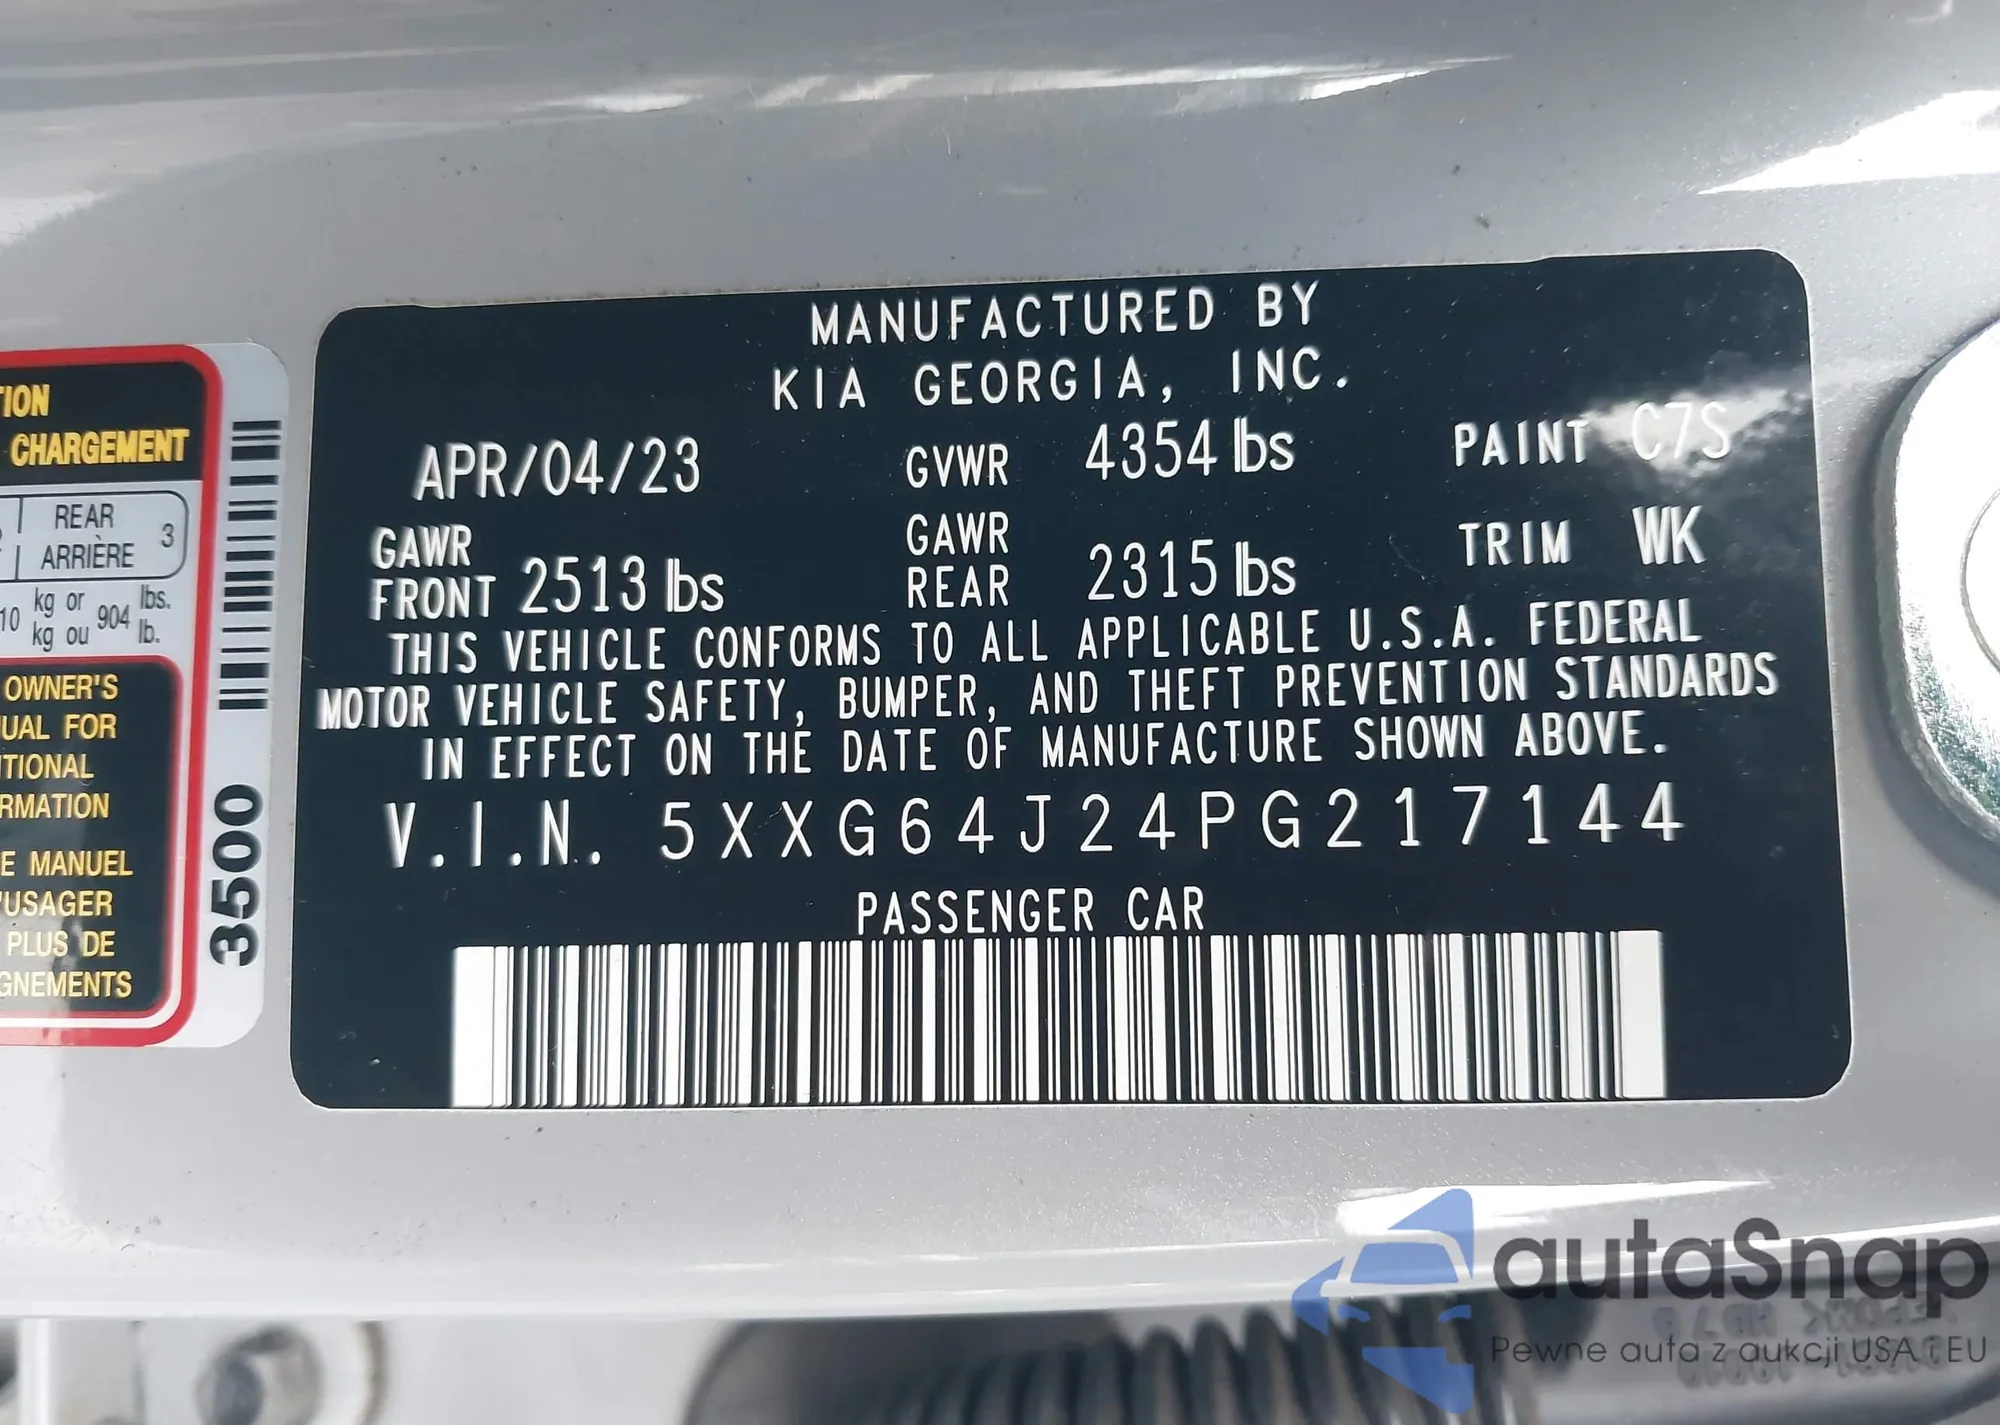 MANUFACTURED BY
KIA GEORGIA, INC.
APR/04/23 GVWR 4354 lbs PAINT C7S
GAWR FRONT 2513 lbs GAWR REAR 2315 lbs TRIM WK
THIS VEHICLE CONFORMS TO ALL APPLICABLE U.S.A. FEDERAL
MOTOR VEHICLE SAFETY, BUMPER, AND THEFT PREVENTION STANDARDS
IN EFFECT ON THE DATE OF MANUFACTURE SHOWN ABOVE.
V.I.N. 5XXG64J24PG217144
PASSENGER CAR
TION
CHARGEMENT
REAR
ARRIÈRE 3
10 kg or 904 lbs.
kg ou lb.
OWNER'S
UAL FOR
ITIONAL
RMATION
E MANUEL
'USAGER
PLUS DE
GNEMENTS
3500
autaSnap
Pewne auta z aukcji USA i EU